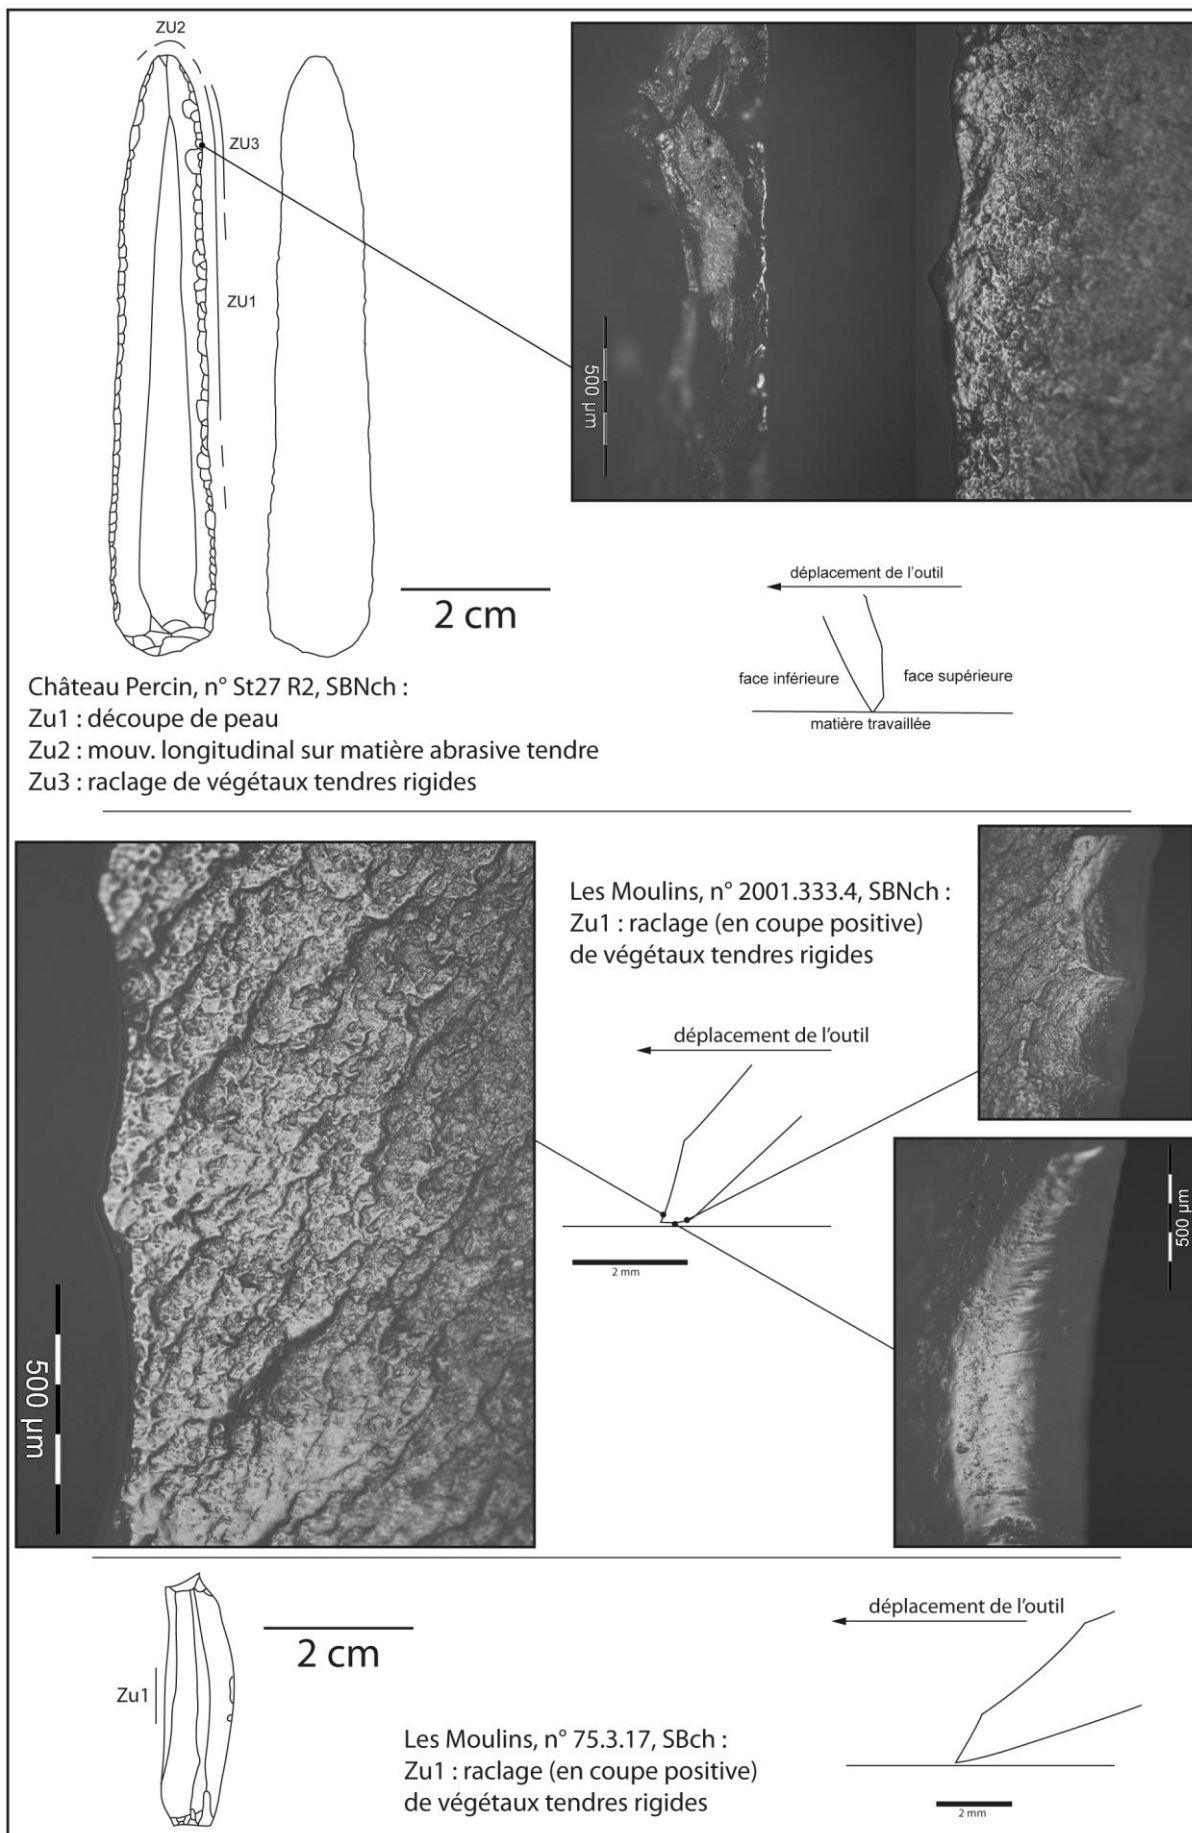 ZU2
ZU3
ZU1
500 µm
2 cm
déplacement de l'outil
face inférieure
face supérieure
matière travaillée
Château Percin, n° St27 R2, SBNch :
Zu1 : découpe de peau
Zu2 : mouv. longitudinal sur matière abrasive tendre
Zu3 : raclage de végétaux tendres rigides
Les Moulins, n° 2001.333.4, SBNch :
Zu1 : raclage (en coupe positive)
de végétaux tendres rigides
déplacement de l'outil
2 mm
500 µm
500 µm
Zu1
2 cm
déplacement de l'outil
2 mm
Les Moulins, n° 75.3.17, SBch :
Zu1 : raclage (en coupe positive)
de végétaux tendres rigides